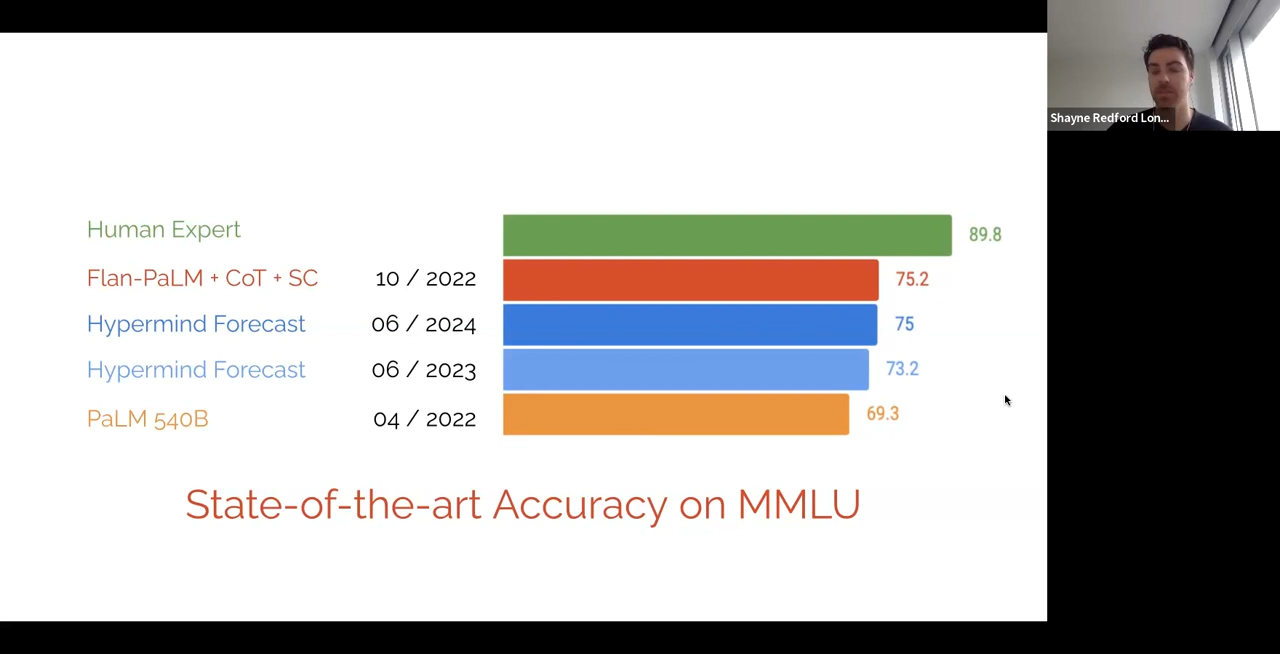 Shayne Redford Lon...
Human Expert 89.8
Flan-PaLM + CoT + SC 10 / 2022 75.2
Hypermind Forecast 06 / 2024 75
Hypermind Forecast 06 / 2023 73.2
PaLM 540B 04 / 2022 69.3
State-of-the-art Accuracy on MMLU